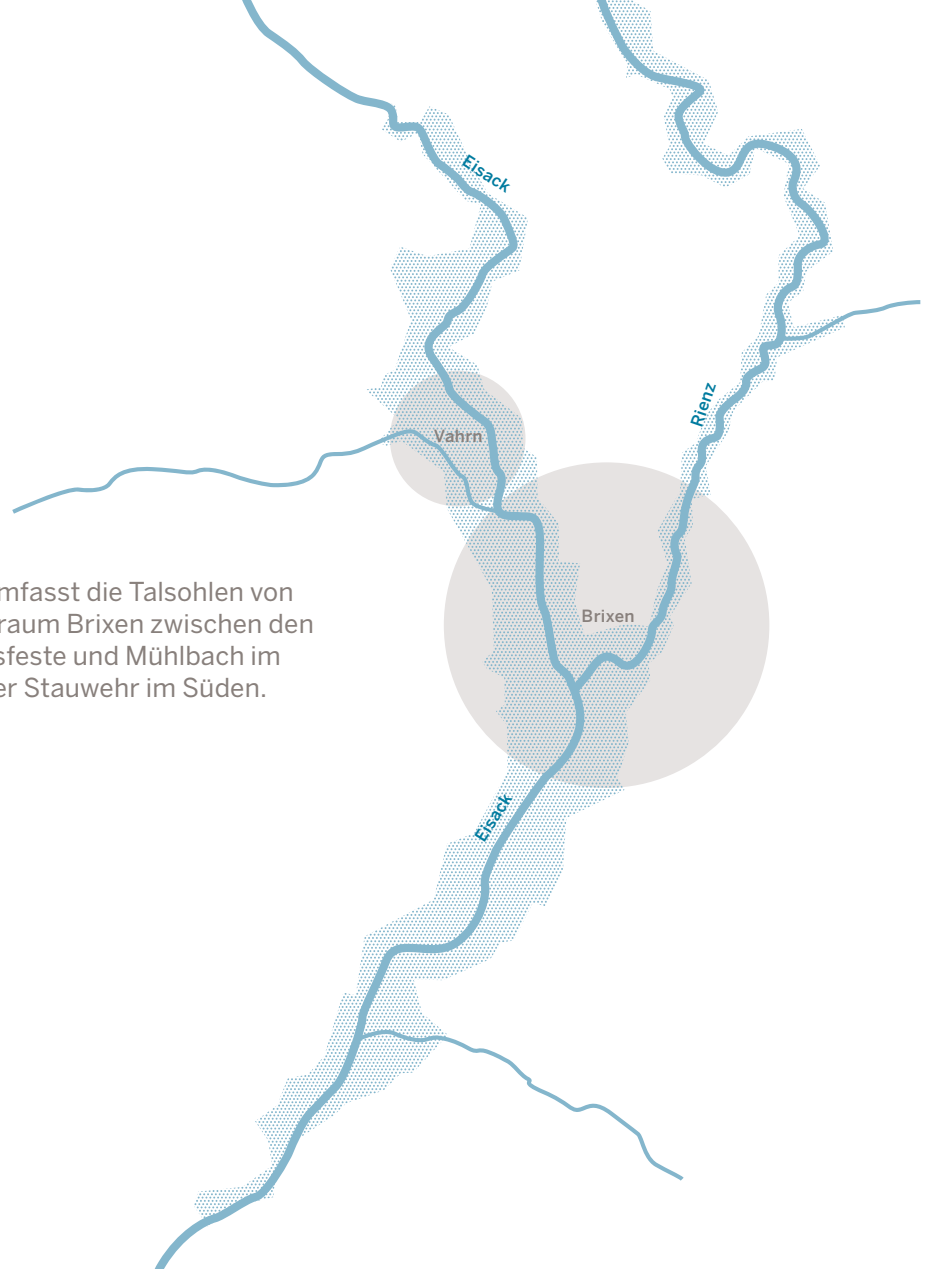 Eisack
Rienz
Vahrn
mfasst die Talsohlen von
raum Brixen zwischen den
sfeste und Mühlbach im
er Stauwehr im Süden.
Brixen
Eisack